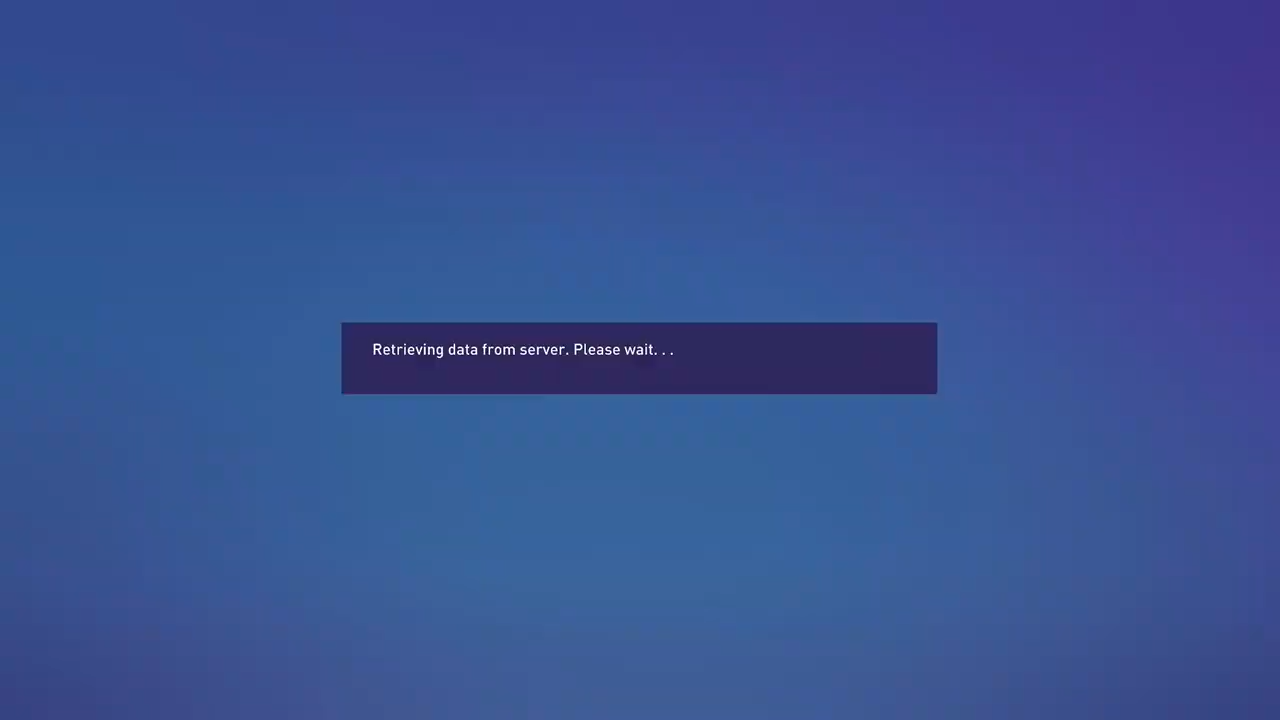 Retrieving data from server. Please wait. . .